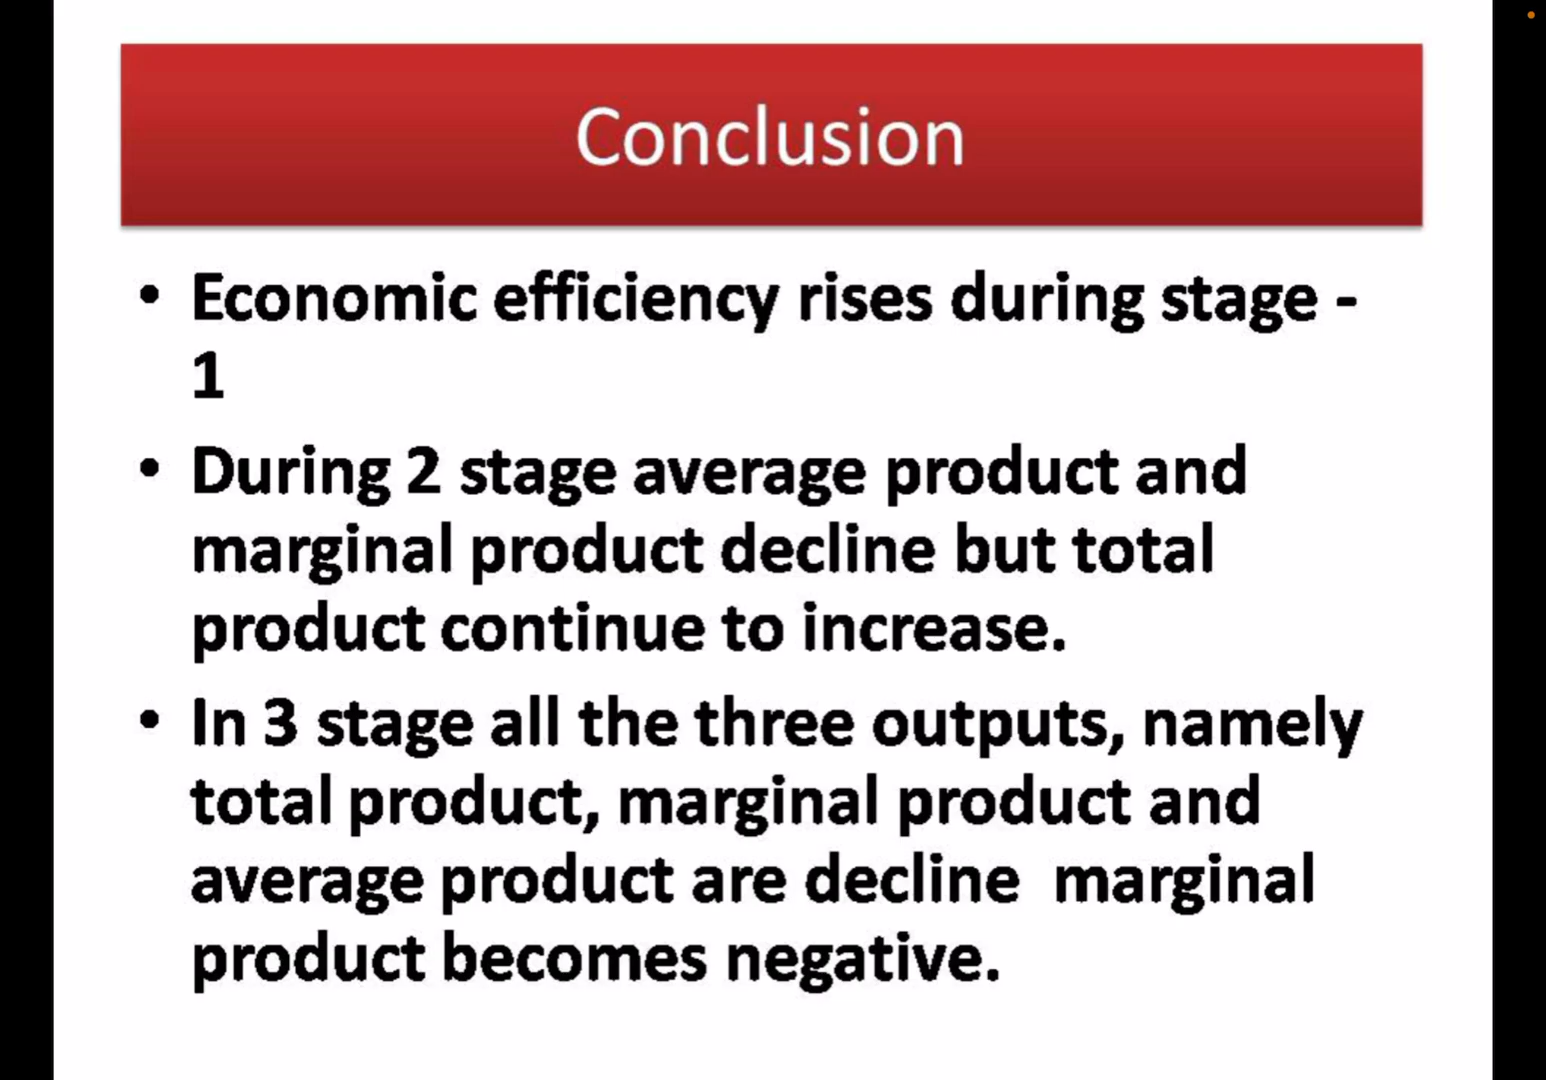 Conclusion
• Economic efficiency rises during stage -
1
• During 2 stage average product and
marginal product decline but total
product continue to increase.
• In 3 stage all the three outputs, namely
total product, marginal product and
average product are decline  marginal
product becomes negative.